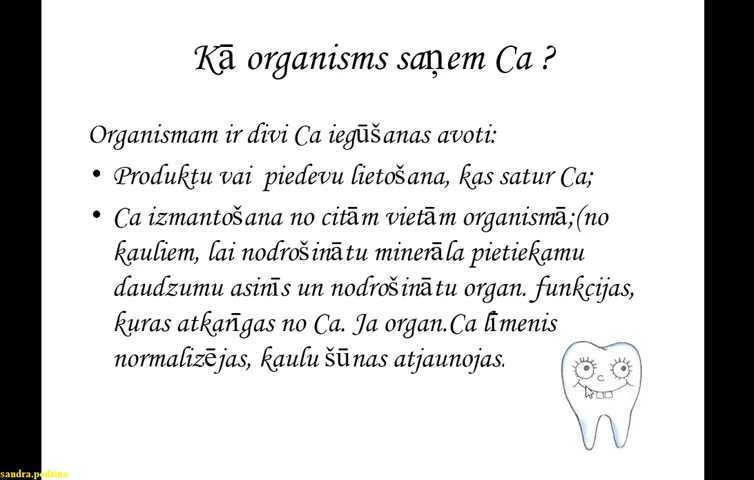 Kā organisms saņem Ca ?
Organismam ir divi Ca iegūšanas avoti:
• Produktu vai piedevu lietošana, kas satur Ca;
• Ca izmantošana no citām vietām organismā;(no
kauliem, lai nodrošinātu minerāla pietiekamu
daudzumu asinīs un nodrošinātu organ. funkcijas,
kuras atkarīgas no Ca. Ja organ.Ca līmenis
normalizējas, kaulu šūnas atjaunojas.
sandra.podzina